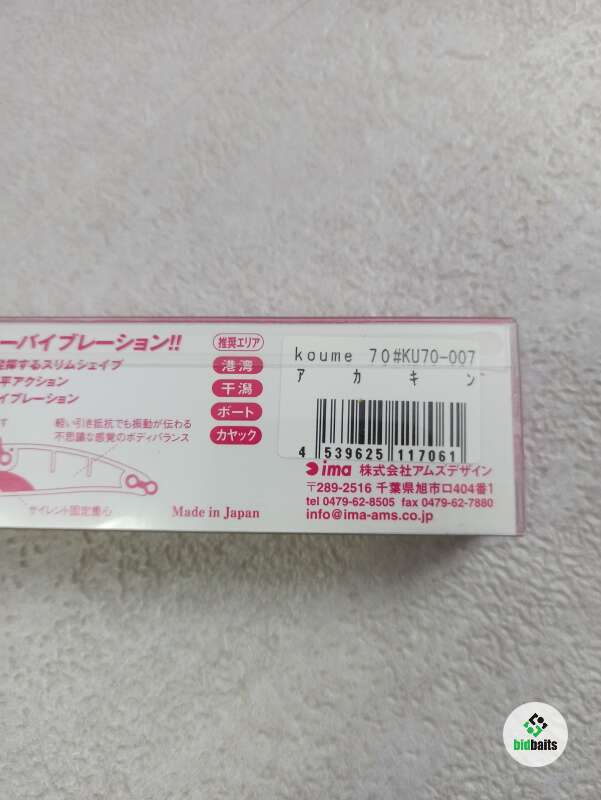 ーバイブレーション!!
揮するスリムシェイプ
平アクション
イブレーション
す
軽い引き抵抗でも振動が伝わる
不思議な感覚のボディバランス
サイレント固定重心
Made in Japan
推奨エリア
港湾
干潟
ボート
カヤック
koume 70#KU70-007
アカキン
4 539625 117061
ima 株式会社アムズデザイン
〒289-2516 千葉県旭市ロ404番1
tel 0479-62-8505 fax 0479-62-7880
info@ima-ams.co.jp
bidbaits